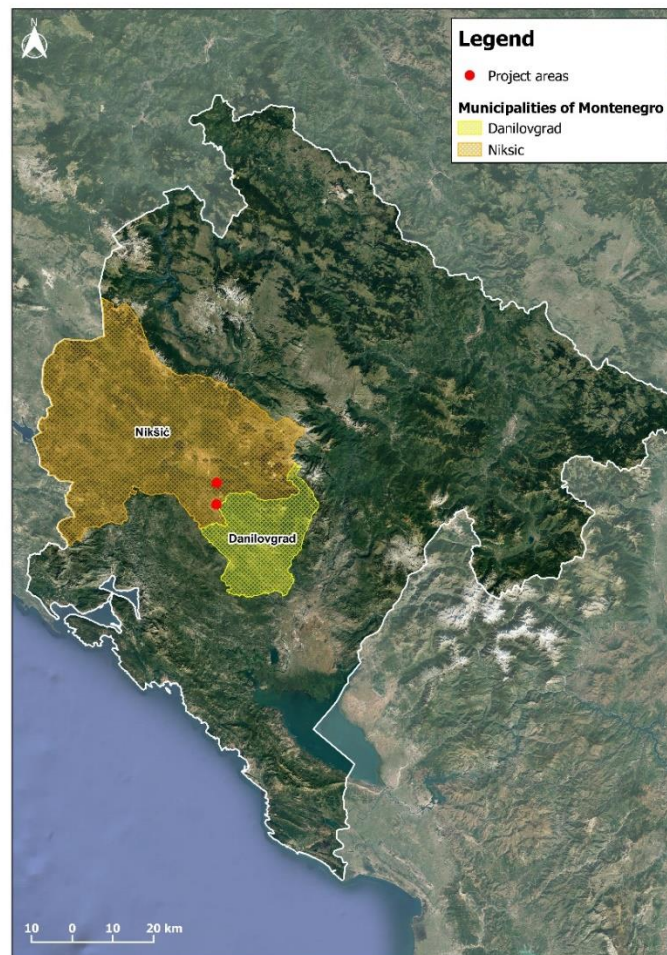 N
Legend
Project areas
Municipalities of Montenegro
Danilovgrad
Niksic
Nikšić
Danilovgrad
10 0 10 20 km